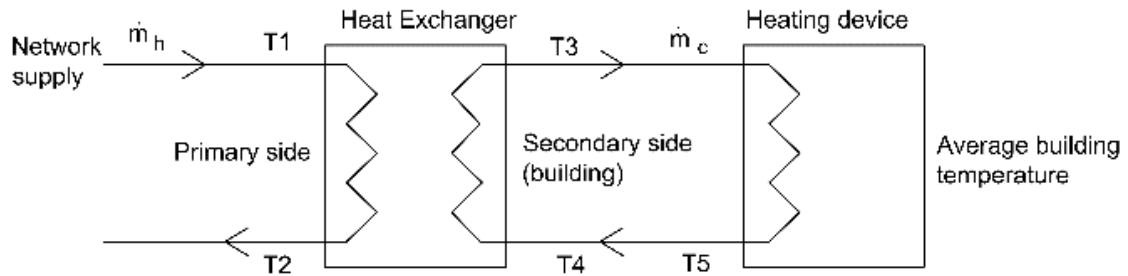 Heat Exchanger
Heating device
Network
supply
ṁ h
T1
T3
ṁ c
Primary side
Secondary side
(building)
Average building
temperature
T2
T4
T5